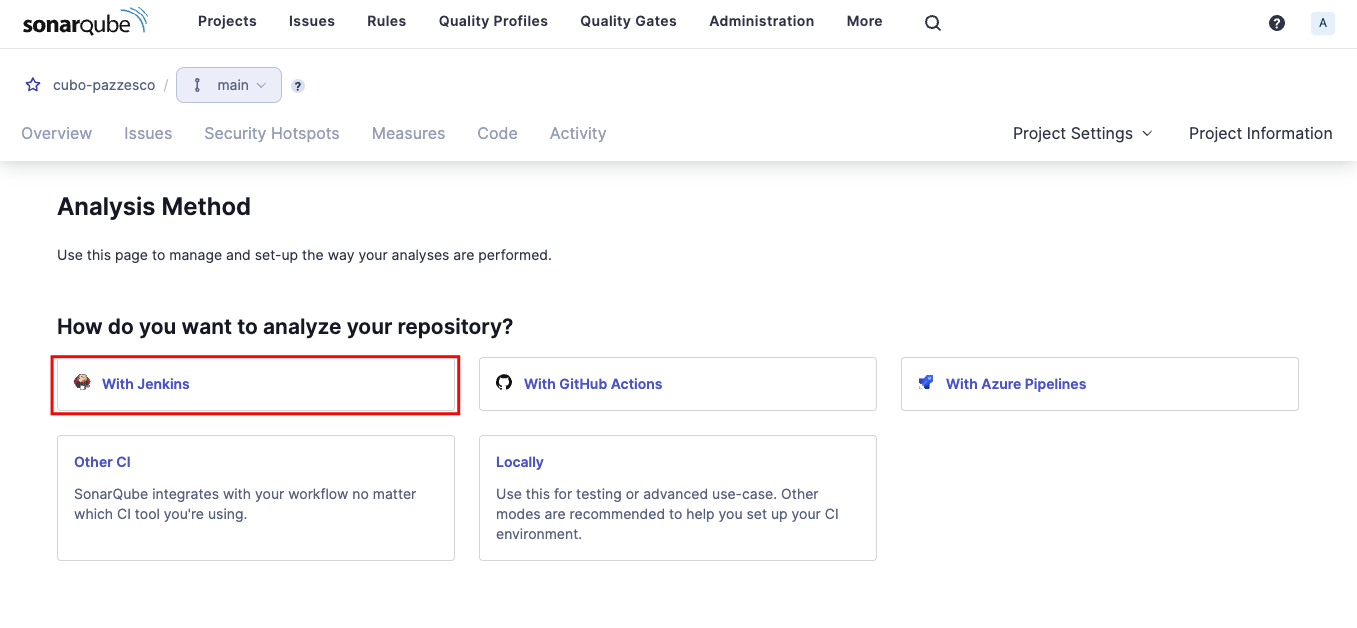 sonarqube Projects Issues Rules Quality Profiles Quality Gates Administration More ? A
cubo-pazzesco / main ?
Overview Issues Security Hotspots Measures Code Activity Project Settings Project Information
Analysis Method
Use this page to manage and set-up the way your analyses are performed.
How do you want to analyze your repository?
With Jenkins
With GitHub Actions
With Azure Pipelines
Other CI
SonarQube integrates with your workflow no matter
which CI tool you're using.
Locally
Use this for testing or advanced use-case. Other
modes are recommended to help you set up your CI
environment.